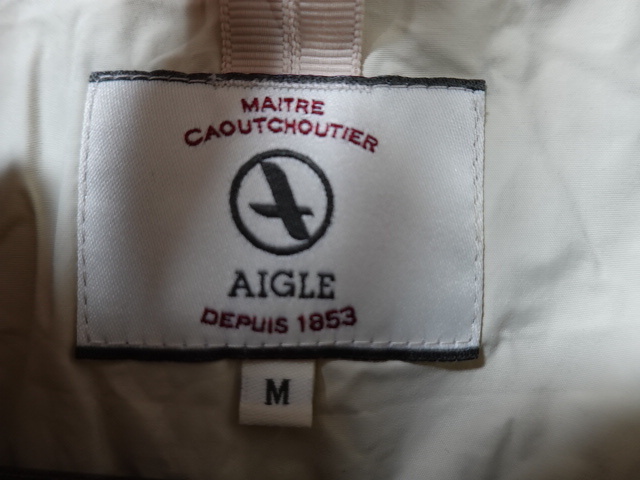 MAITRE
CAOUTCHOUTIER
AIGLE
DEPUIS 1853
M